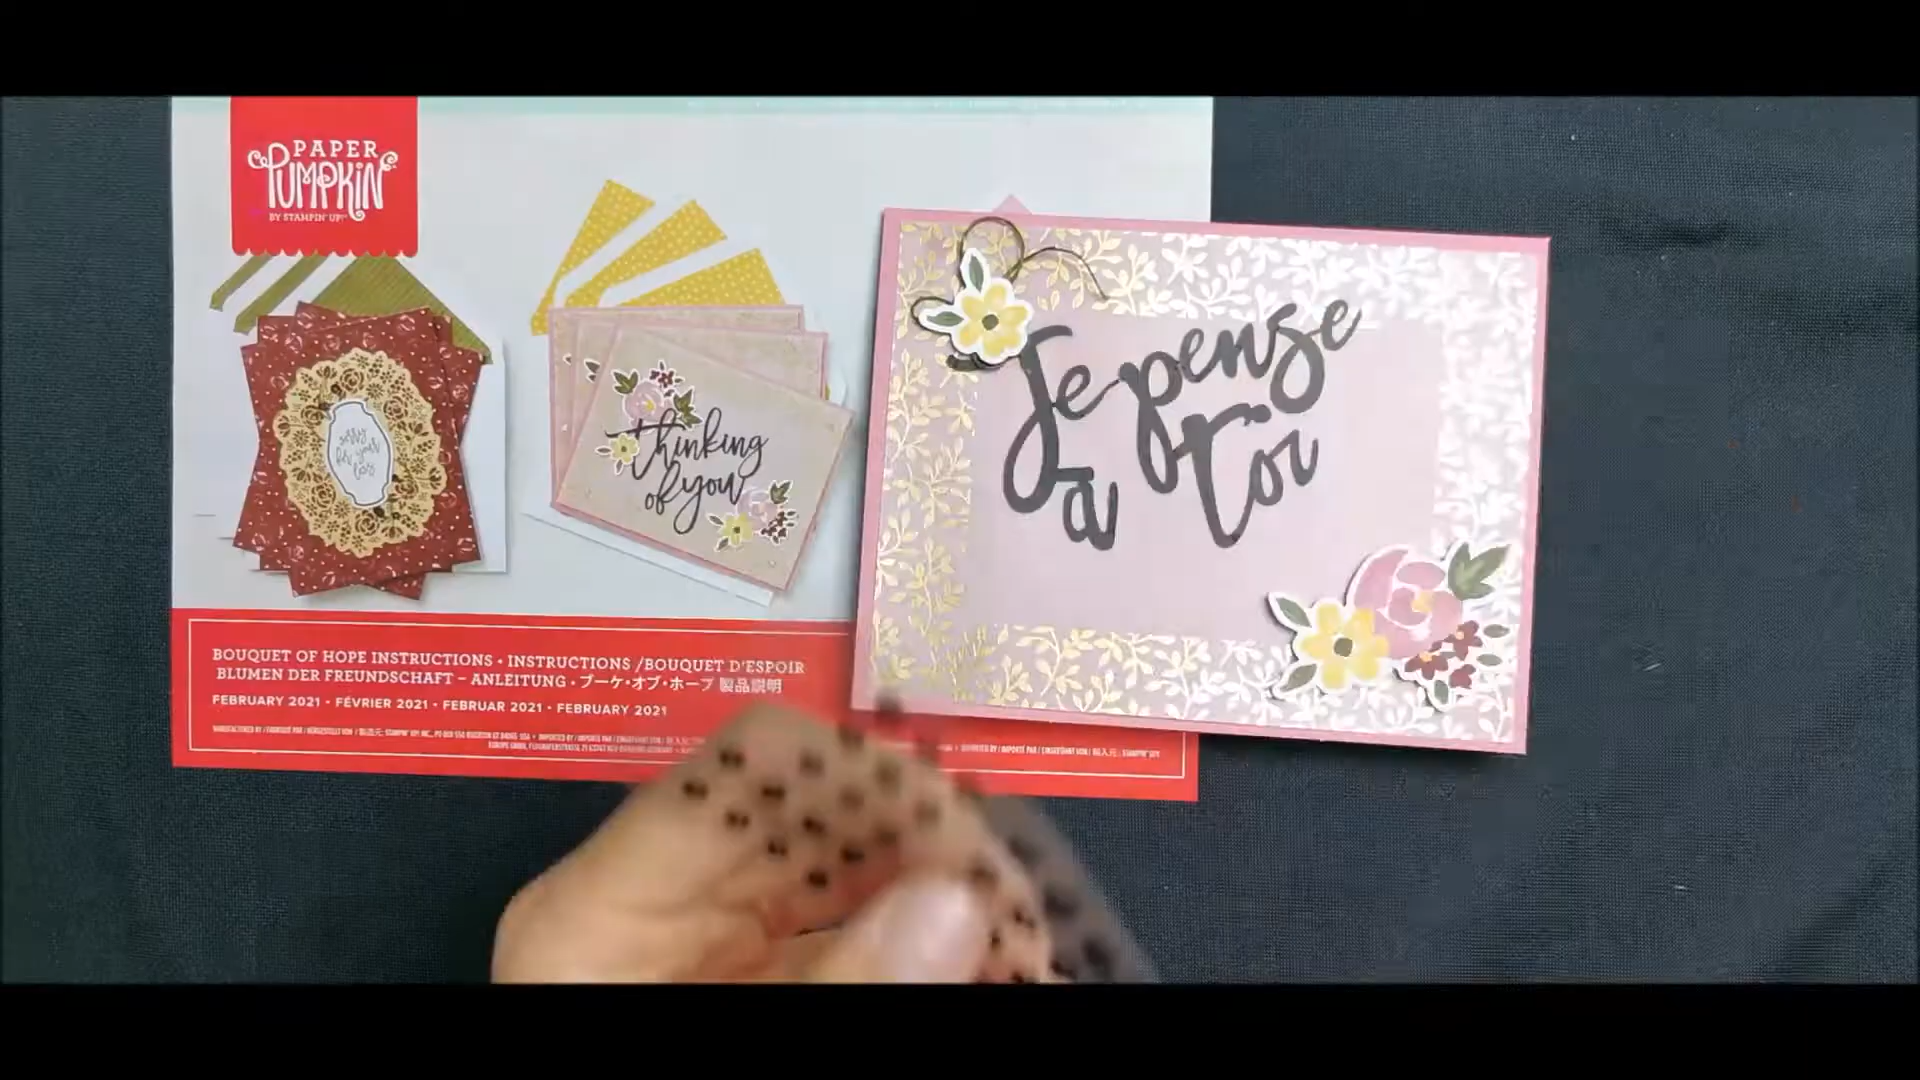 PAPER
PUMPKIN
BY STAMPIN' UP!
sorry
for your
loss
thinking
of you
Je pense
à Toi
BOUQUET OF HOPE INSTRUCTIONS • INSTRUCTIONS /BOUQUET D'ESPOIR
BLUMEN DER FREUNDSCHAFT – ANLEITUNG • ブーケ・オブ・ホープ 製品説明
FEBRUARY 2021 • FÉVRIER 2021 • FEBRUAR 2021 • FEBRUARY 2021